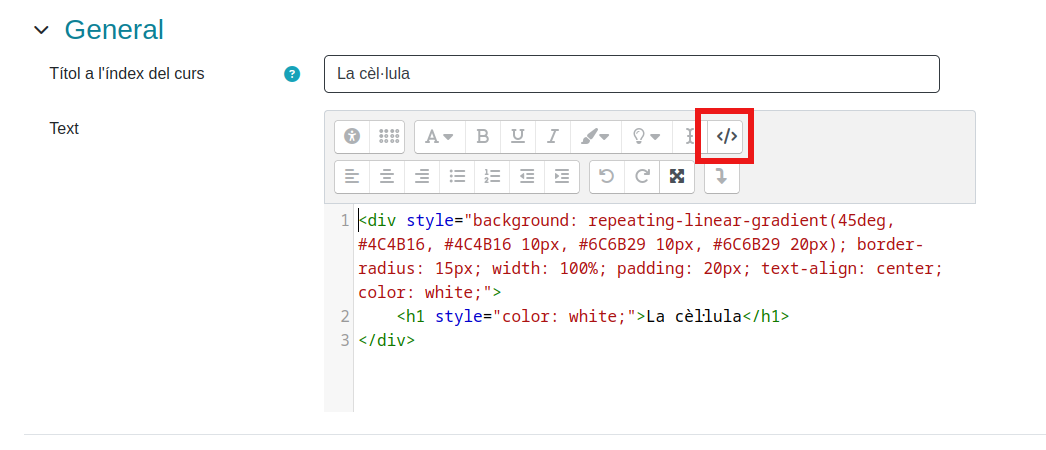 General
Títol a l'índex del curs
?
La cèl·lula
Text
A
B
U
I
</>
1 <div style="background: repeating-linear-gradient(45deg,
#4C4B16, #4C4B16 10px, #6C6B29 10px, #6C6B29 20px); border-
radius: 15px; width: 100%; padding: 20px; text-align: center;
color: white;">
2 <h1 style="color: white;">La cèl·lula</h1>
3 </div>